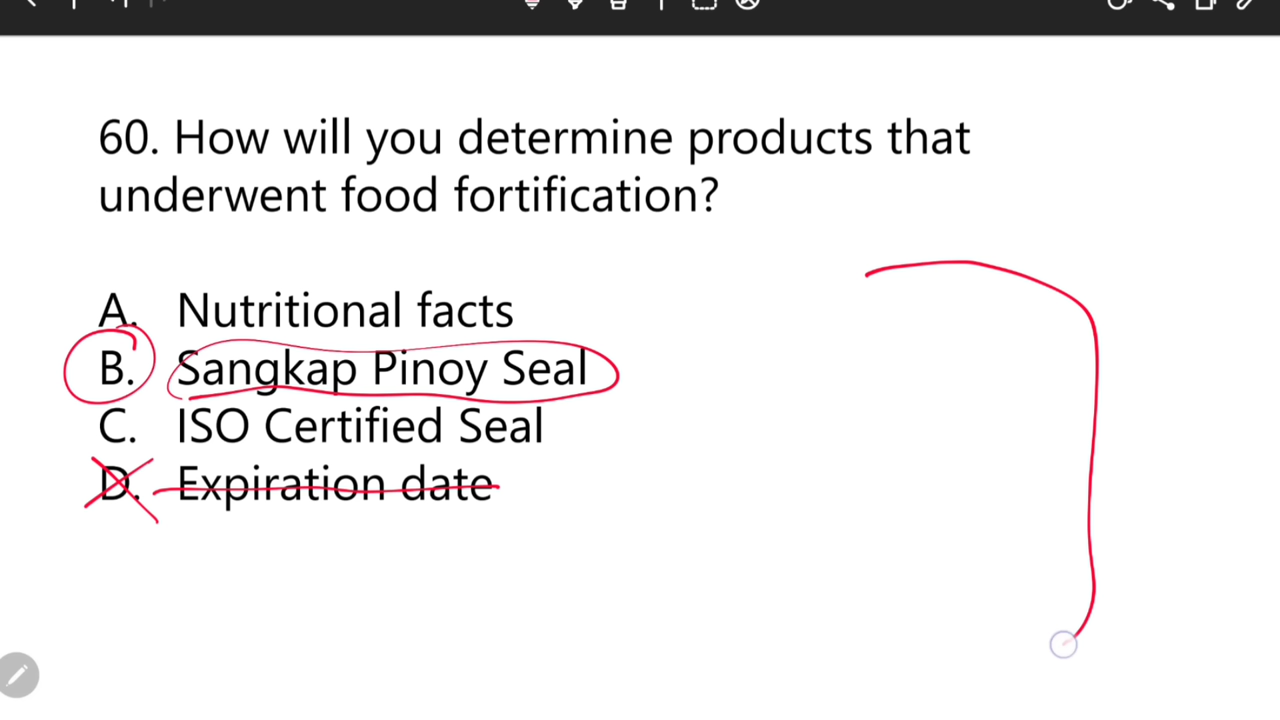 60. How will you determine products that
underwent food fortification?
A. Nutritional facts
B. Sangkap Pinoy Seal
C. ISO Certified Seal
D. Expiration date